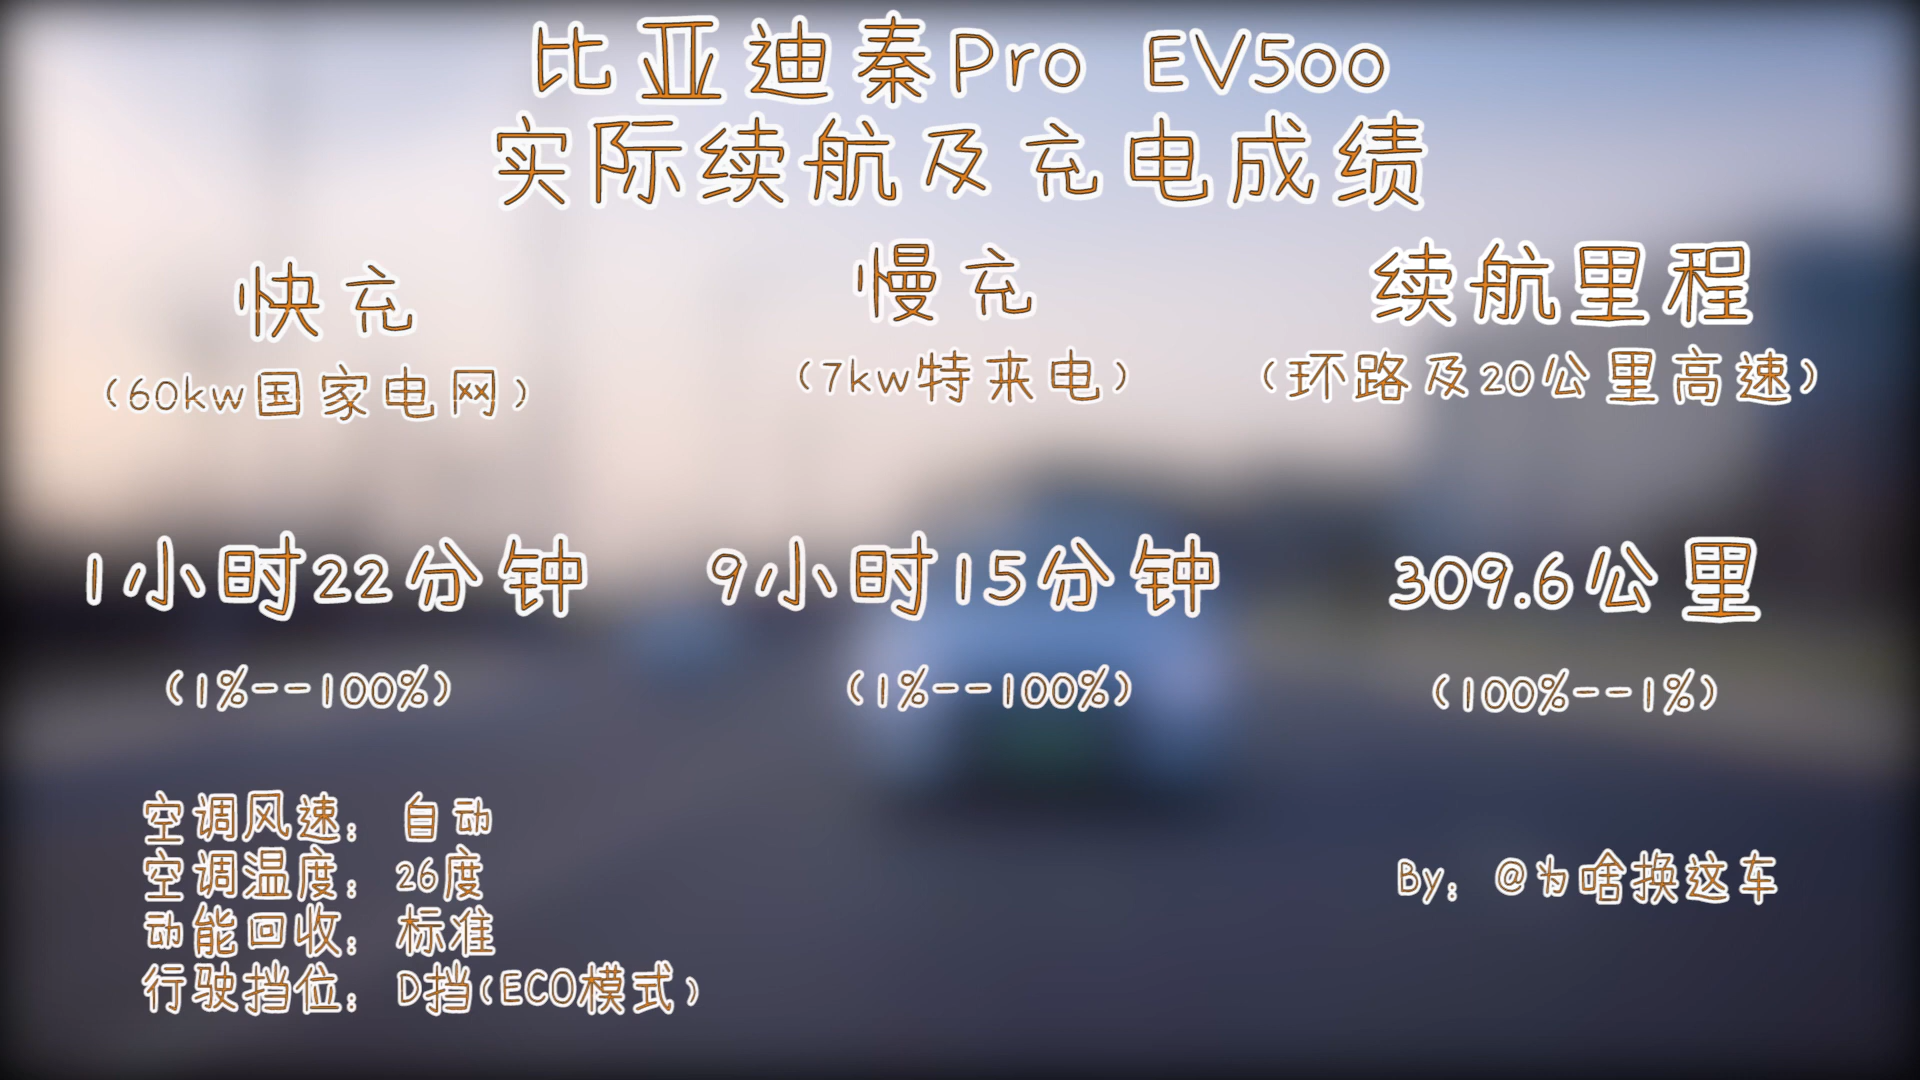 比亚迪秦Pro EV500
实际续航及充电成绩
快充
（60kw国家电网）
慢充
（7kw特来电）
续航里程
（环路及20公里高速）
1小时22分钟
（1%--100%）
9小时15分钟
（1%--100%）
309.6公里
（100%--1%）
空调风速： 自动
空调温度： 26度
动能回收： 标准
行驶挡位： D挡（ECO模式）
By：@为啥换这车